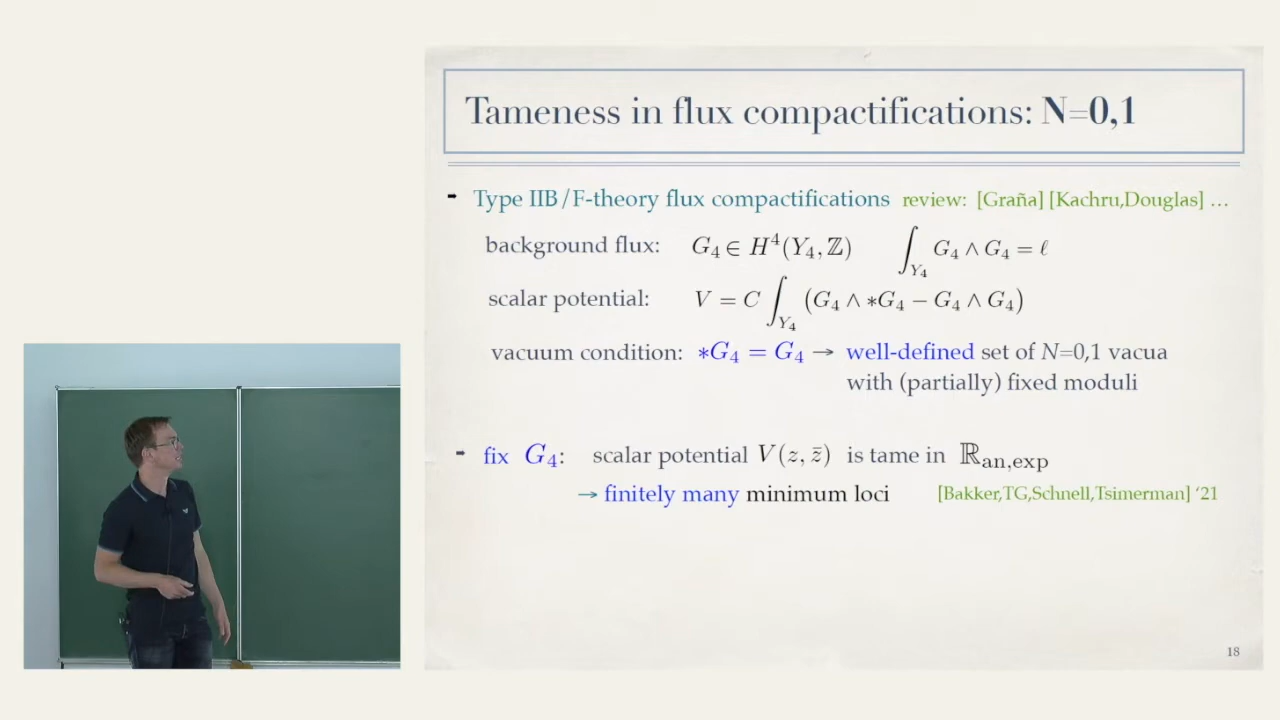 Tameness in flux compactifications: N=0,1
➨ Type IIB/F-theory flux compactifications review: [Graña] [Kachru,Douglas] …
background flux: G₄ ∈ H⁴(Y₄, ℤ) ∫_{Y₄} G₄ ∧ G₄ = ℓ
scalar potential: V = C ∫_{Y₄} (G₄ ∧ *G₄ − G₄ ∧ G₄)
vacuum condition: *G₄ = G₄ → well-defined set of N=0,1 vacua
with (partially) fixed moduli
➨ fix G₄: scalar potential V(z, z̄) is tame in ℝ_{an,exp}
→ finitely many minimum loci [Bakker,TG,Schnell,Tsimerman] ‘21
18